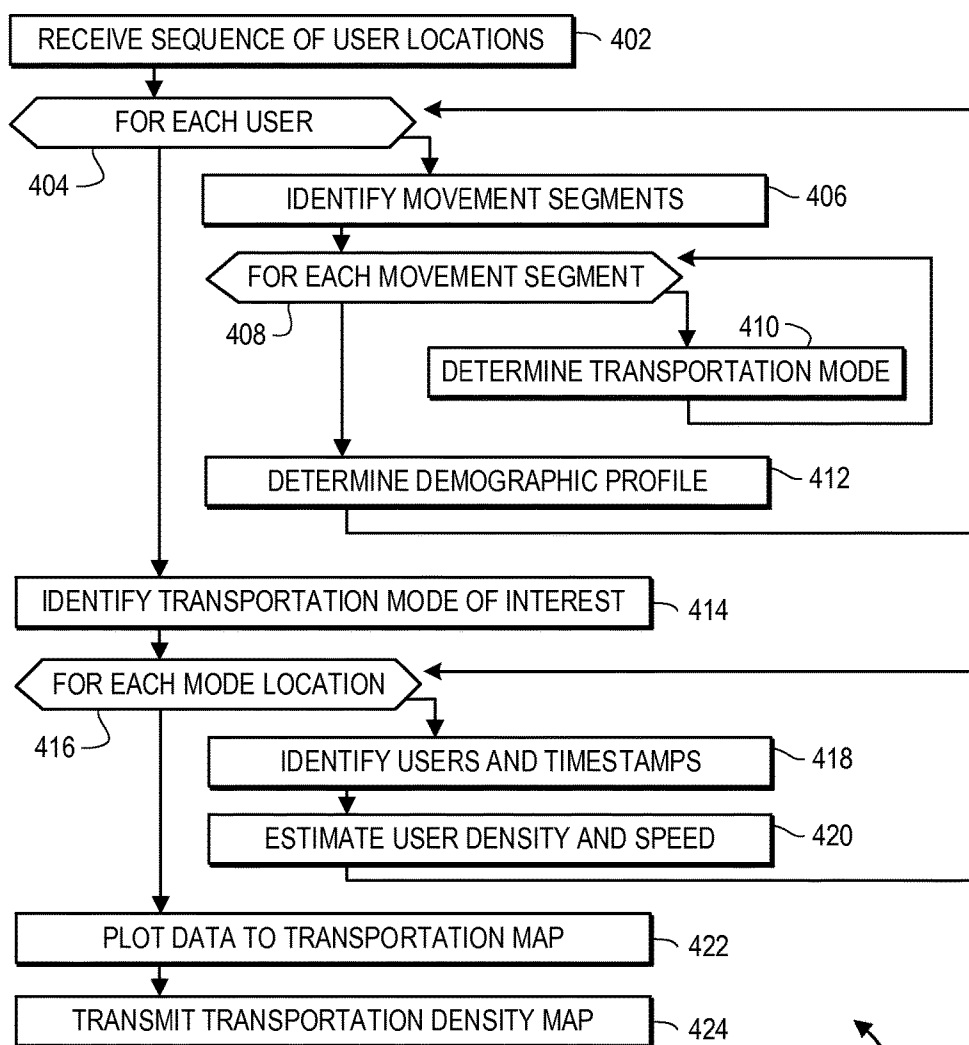 RECEIVE SEQUENCE OF USER LOCATIONS 402
FOR EACH USER
404
IDENTIFY MOVEMENT SEGMENTS 406
FOR EACH MOVEMENT SEGMENT
408
410
DETERMINE TRANSPORTATION MODE
DETERMINE DEMOGRAPHIC PROFILE 412
IDENTIFY TRANSPORTATION MODE OF INTEREST 414
FOR EACH MODE LOCATION
416
IDENTIFY USERS AND TIMESTAMPS 418
ESTIMATE USER DENSITY AND SPEED 420
PLOT DATA TO TRANSPORTATION MAP 422
TRANSMIT TRANSPORTATION DENSITY MAP 424